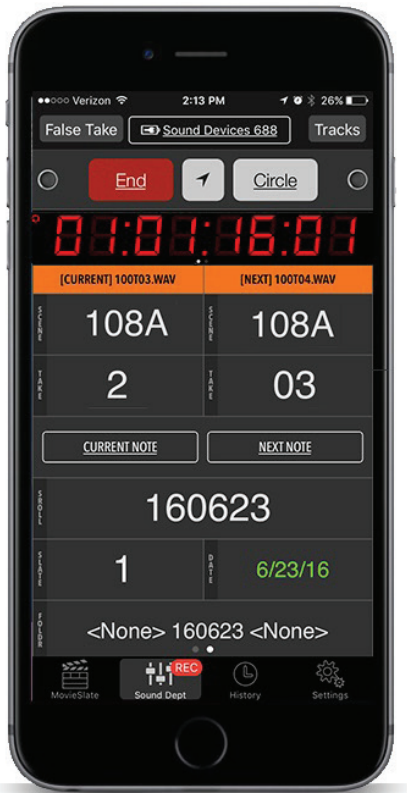 Verizon 2:13 PM 26%
False Take Sound Devices 688 Tracks
End Circle
01:01:16:01
[CURRENT] 100T03.WAV [NEXT] 100T04.WAV
SCENE 108A SCENE 108A
TAKE 2 TAKE 03
CURRENT NOTE NEXT NOTE
SROLL 160623
SLATE 1 DATE 6/23/16
FOLDR <None> 160623 <None>
REC
MovieSlate Sound Dept History Settings